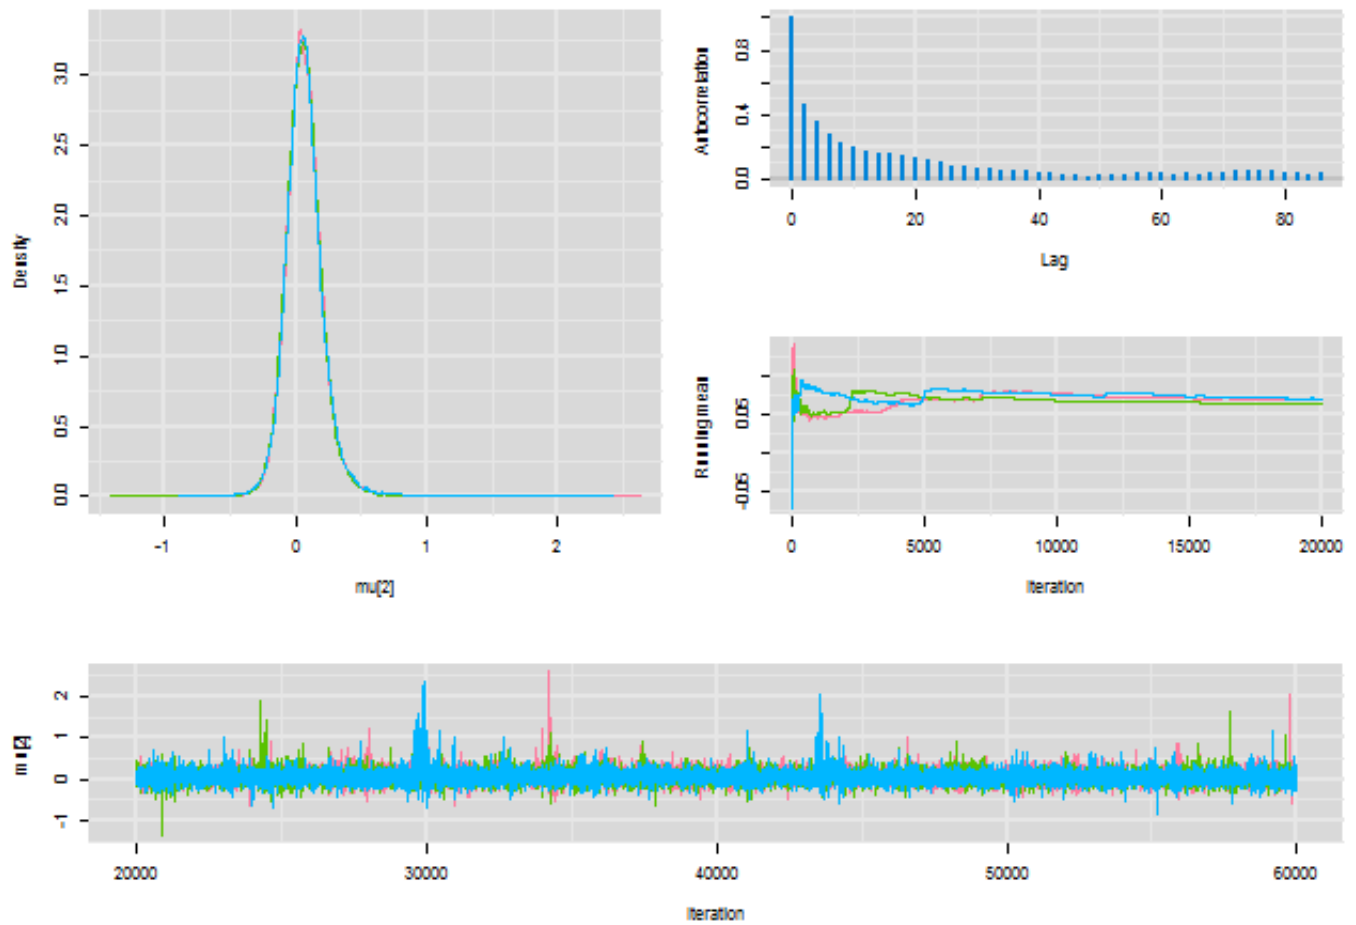 Density
0.0 0.5 1.0 1.5 2.0 2.5 3.0
-1 0 1 2
mu[2]
Autocorrelation
0.0 0.4 0.8
0 20 40 60 80
Lag
Running mean
-0.05 0.05
0 5000 10000 15000 20000
Iteration
mu[2]
-1 0 1 2
20000 30000 40000 50000 60000
Iteration